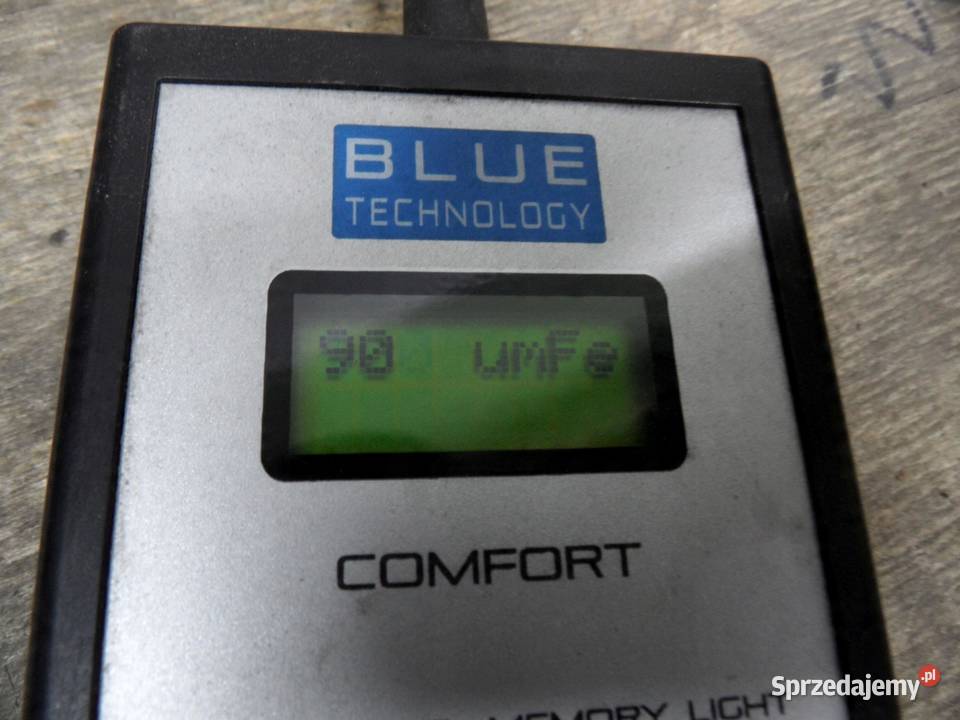 BLUE
TECHNOLOGY
90 umFe
COMFORT
MEMORY LIGHT
Sprzedajemy.pl